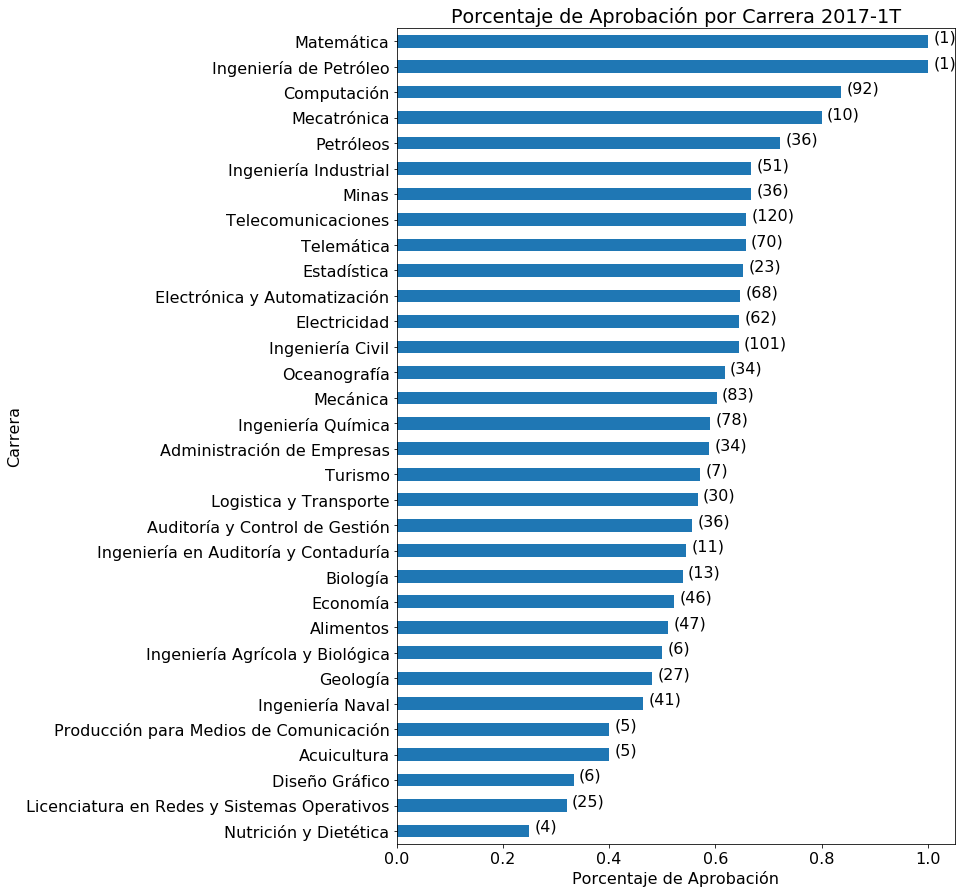 Porcentaje de Aprobación por Carrera 2017-1T
Matemática (1)
Ingeniería de Petróleo (1)
Computación (92)
Mecatrónica (10)
Petróleos (36)
Ingeniería Industrial (51)
Minas (36)
Telecomunicaciones (120)
Telemática (70)
Estadística (23)
Electrónica y Automatización (68)
Electricidad (62)
Ingeniería Civil (101)
Oceanografía (34)
Mecánica (83)
Ingeniería Química (78)
Administración de Empresas (34)
Turismo (7)
Logistica y Transporte (30)
Auditoría y Control de Gestión (36)
Ingeniería en Auditoría y Contaduría (11)
Biología (13)
Economía (46)
Alimentos (47)
Ingeniería Agrícola y Biológica (6)
Geología (27)
Ingeniería Naval (41)
Producción para Medios de Comunicación (5)
Acuicultura (5)
Diseño Gráfico (6)
Licenciatura en Redes y Sistemas Operativos (25)
Nutrición y Dietética (4)
Carrera
0.0 0.2 0.4 0.6 0.8 1.0
Porcentaje de Aprobación